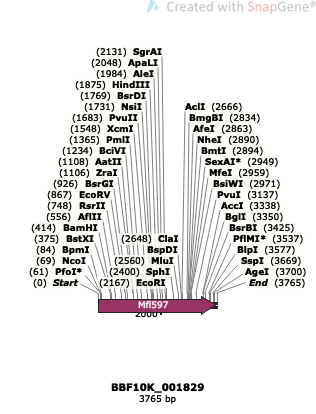 Created with SnapGene®
(2131) SgrAI
(2048) ApaLI
(1984) AleI
(1875) HindIII
(1769) BsrDI
(1731) NsiI
(1683) PvuII
(1548) XcmI
(1365) PmlI
(1234) BciVI
(1108) AatII
(1106) ZraI
(926) BsrGI
(867) EcoRV
(748) RsrII
(556) AflII
(414) BamHI
(375) BstXI
(84) BpmI
(69) NcoI
(61) PfoI*
(0) Start
(2648) ClaI
BspDI
(2560) MluI
(2400) SphI
(2167) EcoRI
AclI (2666)
BmgBI (2834)
AfeI (2863)
NheI (2890)
BmtI (2894)
SexAI* (2949)
MfeI (2959)
BsiWI (2971)
PvuI (3137)
AccI (3338)
BglI (3350)
BsrBI (3425)
PflMI* (3537)
BlpI (3577)
SspI (3669)
AgeI (3700)
End (3765)
Mfl597
2000
BBF10K_001829
3765 bp